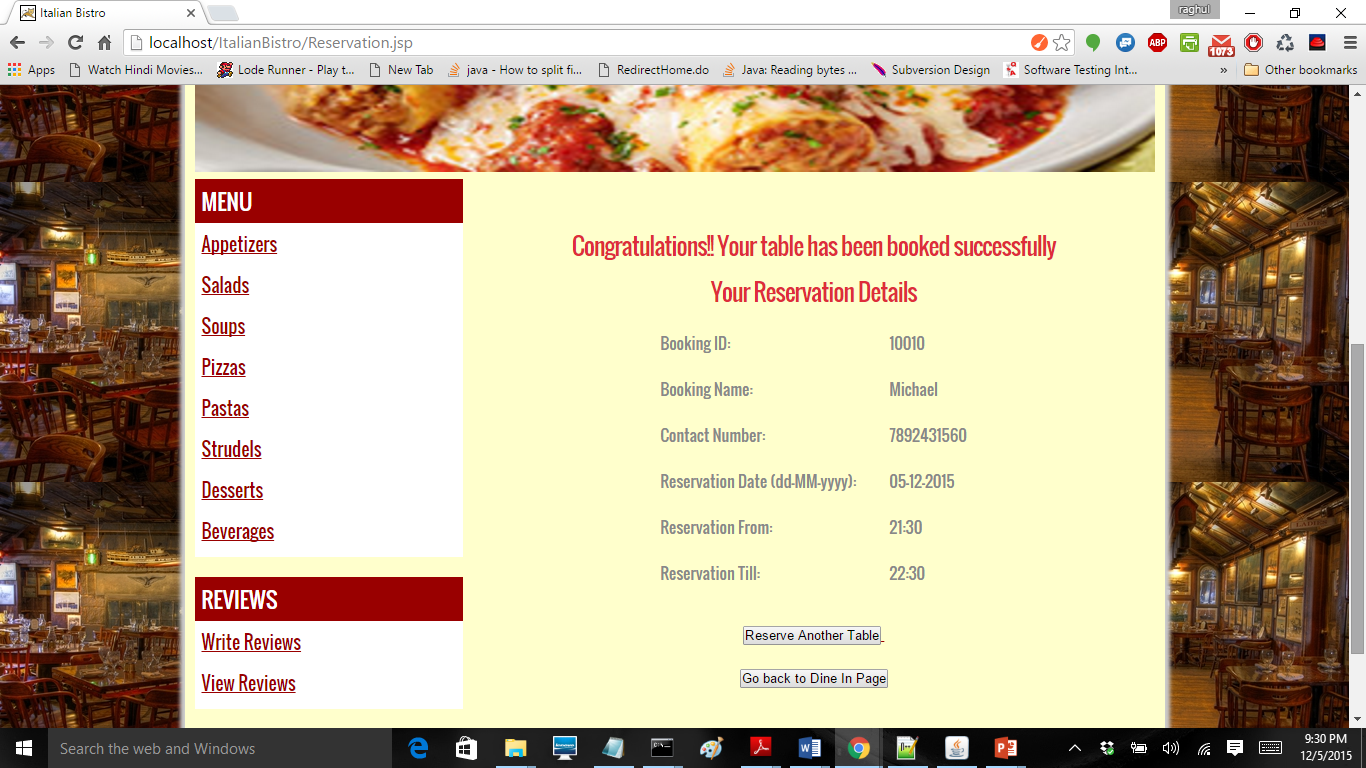 Italian Bistro
raghul
localhost/ItalianBistro/Reservation.jsp
ABP
1073
Apps
Watch Hindi Movies...
Lode Runner - Play t...
New Tab
java - How to split fi...
RedirectHome.do
Java: Reading bytes ...
Subversion Design
Software Testing Int...
»
Other bookmarks
MENU
Appetizers
Salads
Soups
Pizzas
Pastas
Strudels
Desserts
Beverages
REVIEWS
Write Reviews
View Reviews
Congratulations!! Your table has been booked successfully
Your Reservation Details
Booking ID: 10010
Booking Name: Michael
Contact Number: 7892431560
Reservation Date (dd-MM-yyyy): 05-12-2015
Reservation From: 21:30
Reservation Till: 22:30
Reserve Another Table
Go back to Dine In Page
Search the web and Windows
9:30 PM
12/5/2015